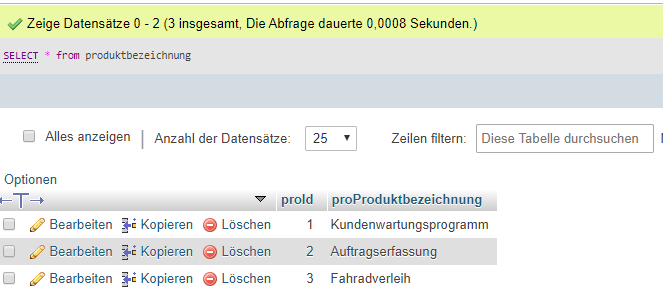 Zeige Datensätze 0 - 2 (3 insgesamt, Die Abfrage dauerte 0,0008 Sekunden.)
SELECT * from produktbezeichnung
Alles anzeigen Anzahl der Datensätze: 25 Zeilen filtern: Diese Tabelle durchsuchen
Optionen
proId proProduktbezeichnung
Bearbeiten Kopieren Löschen 1 Kundenwartungsprogramm
Bearbeiten Kopieren Löschen 2 Auftragserfassung
Bearbeiten Kopieren Löschen 3 Fahradverleih